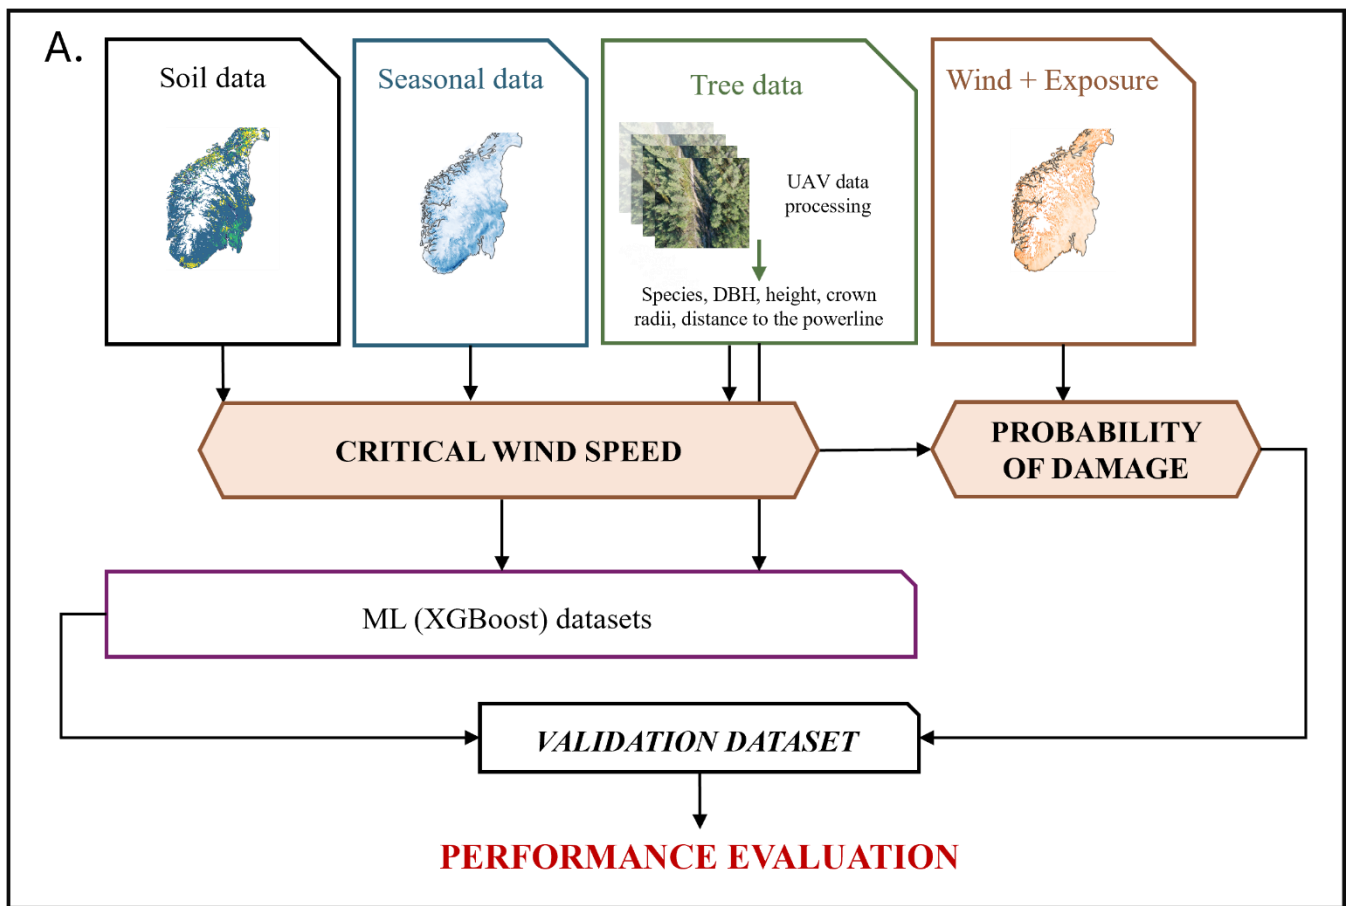 A.
Soil data
Seasonal data
Tree data
Wind + Exposure
UAV data
processing
Species, DBH, height, crown
radii, distance to the powerline
CRITICAL WIND SPEED
PROBABILITY
OF DAMAGE
ML (XGBoost) datasets
VALIDATION DATASET
PERFORMANCE EVALUATION